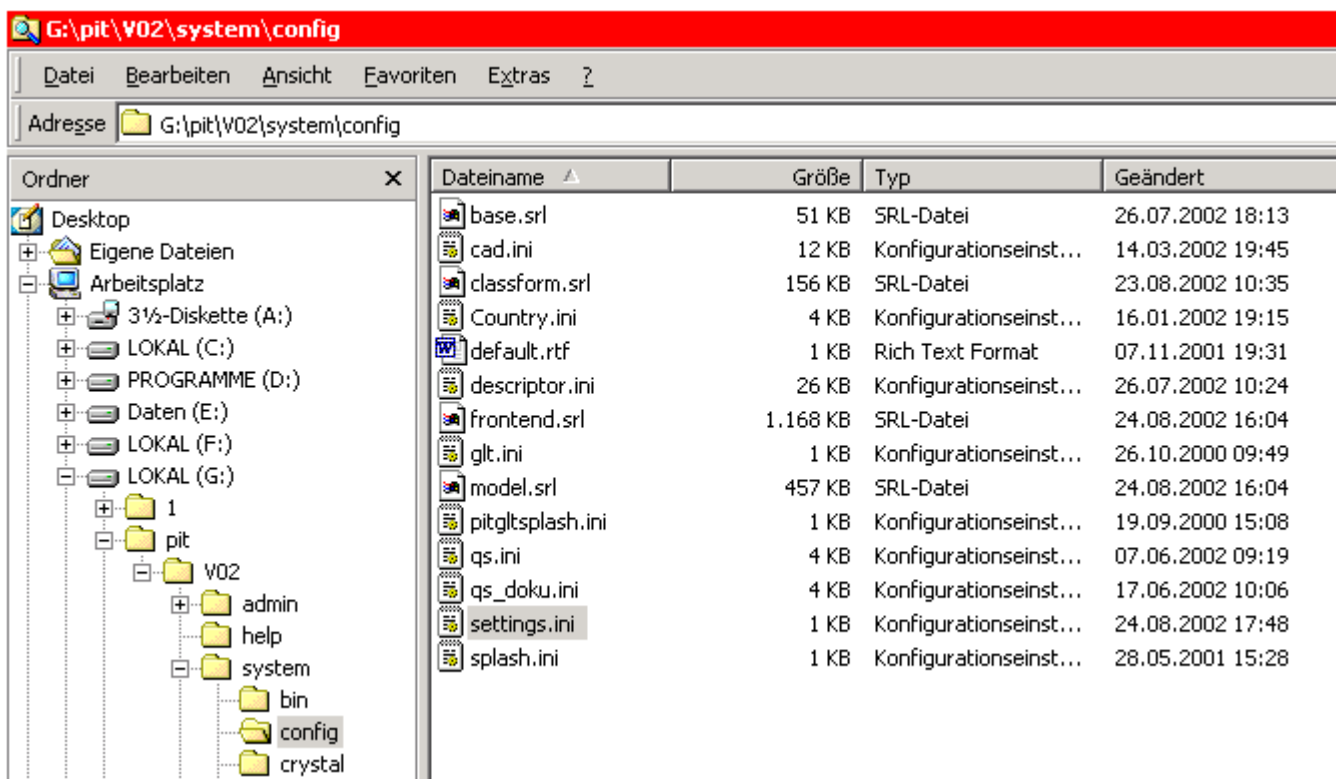 G:\pit\V02\system\config
Datei Bearbeiten Ansicht Favoriten Extras ?
Adresse G:\pit\V02\system\config
Ordner
Desktop
Eigene Dateien
Arbeitsplatz
3½-Diskette (A:)
LOKAL (C:)
PROGRAMME (D:)
Daten (E:)
LOKAL (F:)
LOKAL (G:)
1
pit
V02
admin
help
system
bin
config
crystal
Dateiname Größe Typ Geändert
base.srl 51 KB SRL-Datei 26.07.2002 18:13
cad.ini 12 KB Konfigurationseinst... 14.03.2002 19:45
classform.srl 156 KB SRL-Datei 23.08.2002 10:35
Country.ini 4 KB Konfigurationseinst... 16.01.2002 19:15
default.rtf 1 KB Rich Text Format 07.11.2001 19:31
descriptor.ini 26 KB Konfigurationseinst... 26.07.2002 10:24
frontend.srl 1.168 KB SRL-Datei 24.08.2002 16:04
glt.ini 1 KB Konfigurationseinst... 26.10.2000 09:49
model.srl 457 KB SRL-Datei 24.08.2002 16:04
pitgltsplash.ini 1 KB Konfigurationseinst... 19.09.2000 15:08
qs.ini 4 KB Konfigurationseinst... 07.06.2002 09:19
qs_doku.ini 4 KB Konfigurationseinst... 17.06.2002 10:06
settings.ini 1 KB Konfigurationseinst... 24.08.2002 17:48
splash.ini 1 KB Konfigurationseinst... 28.05.2001 15:28